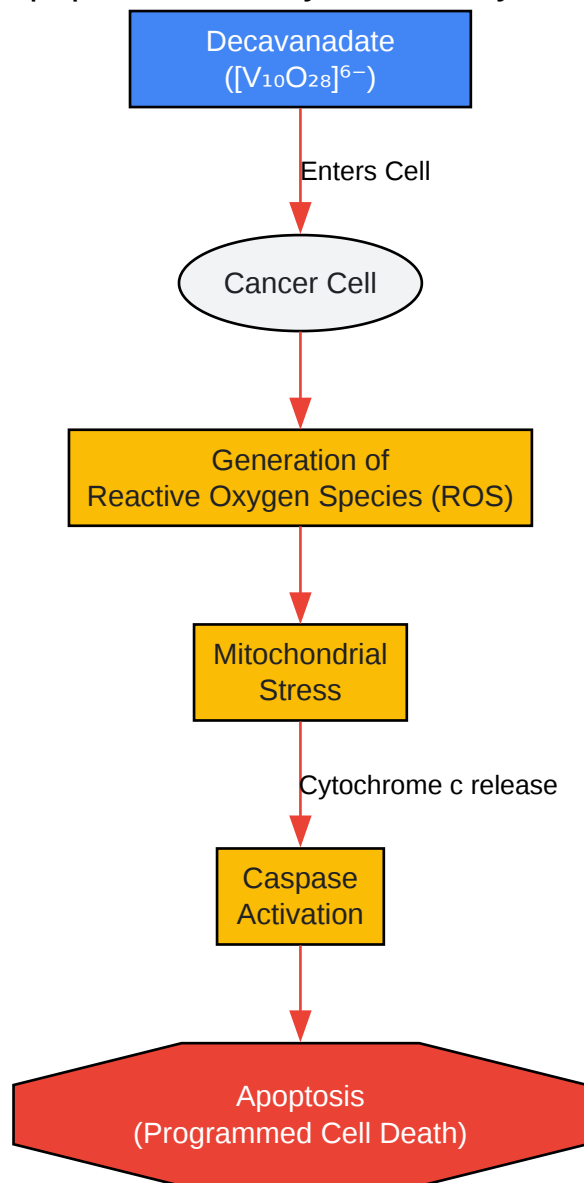 Decavanadate
([V₁₀O₂₈]⁶⁻)
Enters Cell
Cancer Cell
Generation of
Reactive Oxygen Species (ROS)
Mitochondrial
Stress
Cytochrome c release
Caspase
Activation
Apoptosis
(Programmed Cell Death)